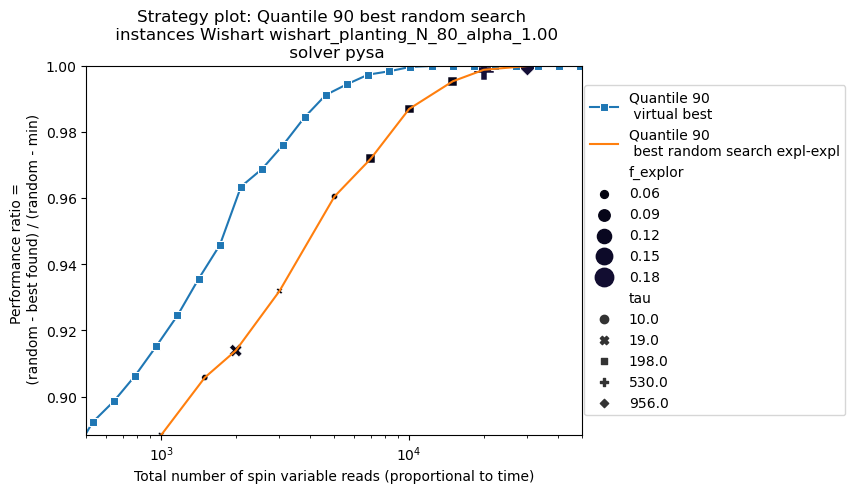 Strategy plot: Quantile 90 best random search
instances Wishart wishart_planting_N_80_alpha_1.00
solver pysa
Performance ratio =
(random - best found) / (random - min)
1.00
0.98
0.96
0.94
0.92
0.90
10³
10⁴
Total number of spin variable reads (proportional to time)
Quantile 90
virtual best
Quantile 90
best random search expl-expl
f_explor
0.06
0.09
0.12
0.15
0.18
tau
10.0
19.0
198.0
530.0
956.0